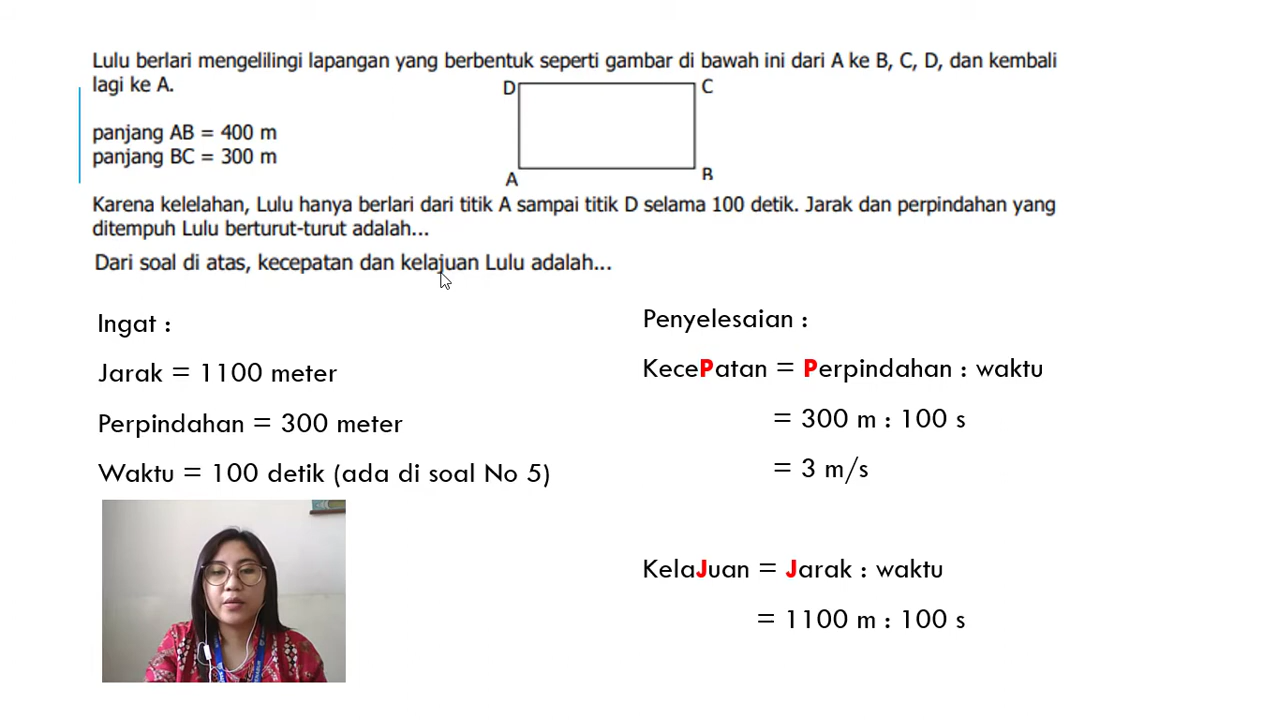 Lulu berlari mengelilingi lapangan yang berbentuk seperti gambar di bawah ini dari A ke B, C, D, dan kembali
lagi ke A.
D
C
panjang AB = 400 m
panjang BC = 300 m
A
B
Karena kelelahan, Lulu hanya berlari dari titik A sampai titik D selama 100 detik. Jarak dan perpindahan yang
ditempuh Lulu berturut-turut adalah...
Dari soal di atas, kecepatan dan kelajuan Lulu adalah...
Ingat :
Jarak = 1100 meter
Perpindahan = 300 meter
Waktu = 100 detik (ada di soal No 5)
Penyelesaian :
KecePatan = Perpindahan : waktu
= 300 m : 100 s
= 3 m/s
KelaJuan = Jarak : waktu
= 1100 m : 100 s